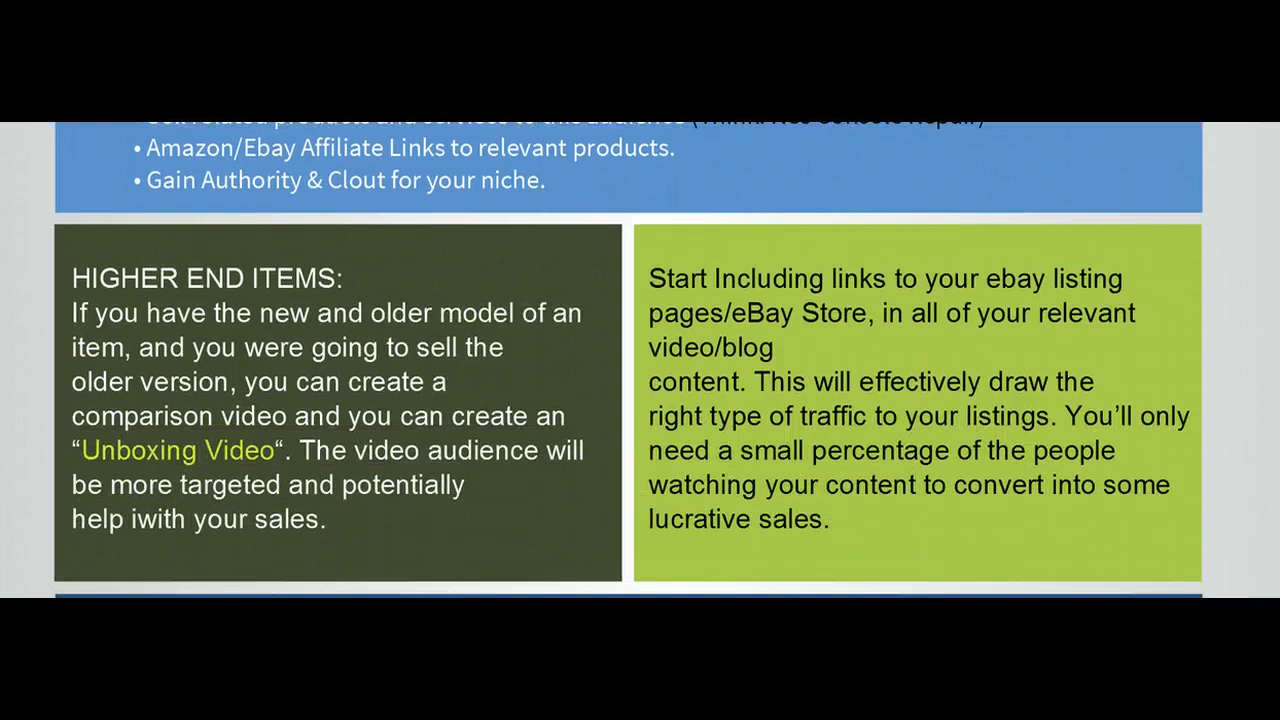 • Amazon/Ebay Affiliate Links to relevant products.
• Gain Authority & Clout for your niche.
HIGHER END ITEMS:
If you have the new and older model of an
item, and you were going to sell the
older version, you can create a
comparison video and you can create an
“Unboxing Video“. The video audience will
be more targeted and potentially
help iwith your sales.
Start Including links to your ebay listing
pages/eBay Store, in all of your relevant
video/blog
content. This will effectively draw the
right type of traffic to your listings. You’ll only
need a small percentage of the people
watching your content to convert into some
lucrative sales.